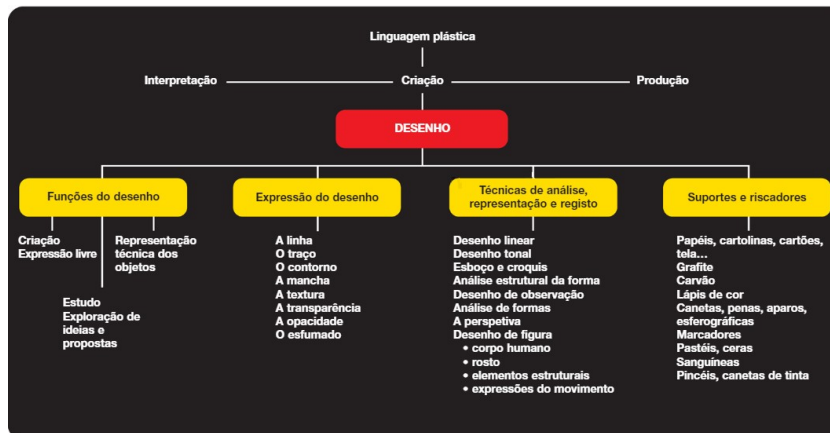 Linguagem plástica
Interpretação
Criação
Produção
DESENHO
Funções do desenho
Criação
Expressão livre
Representação
técnica dos
objetos
Estudo
Exploração de
ideias e
propostas
Expressão do desenho
A linha
O traço
O contorno
A mancha
A textura
A transparência
A opacidade
O esfumado
Técnicas de análise,
representação e registo
Desenho linear
Desenho tonal
Esboço e croquis
Análise estrutural da forma
Desenho de observação
Análise de formas
A perspetiva
Desenho de figura
• corpo humano
• rosto
• elementos estruturais
• expressões do movimento
Suportes e riscadores
Papéis, cartolinas, cartões,
tela...
Grafite
Carvão
Lápis de cor
Canetas, penas, aparos,
esferográficas
Marcadores
Pastéis, ceras
Sanguíneas
Pincéis, canetas de tinta